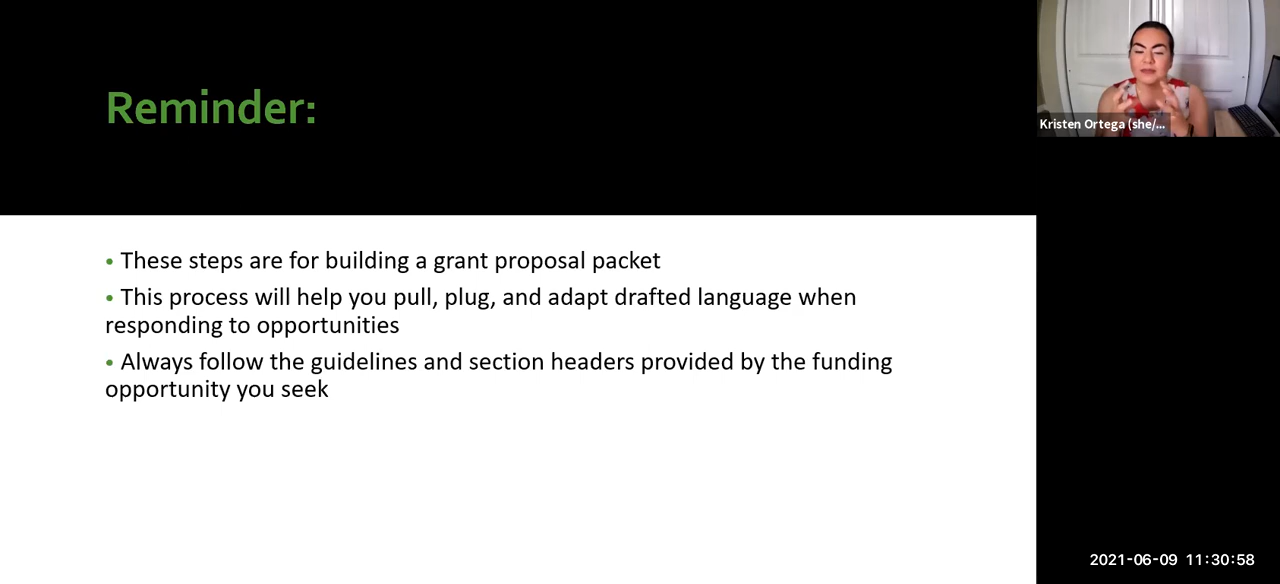 Reminder:
Kristen Ortega (she/...
• These steps are for building a grant proposal packet
• This process will help you pull, plug, and adapt drafted language when
responding to opportunities
• Always follow the guidelines and section headers provided by the funding
opportunity you seek
2021-06-09 11:30:58